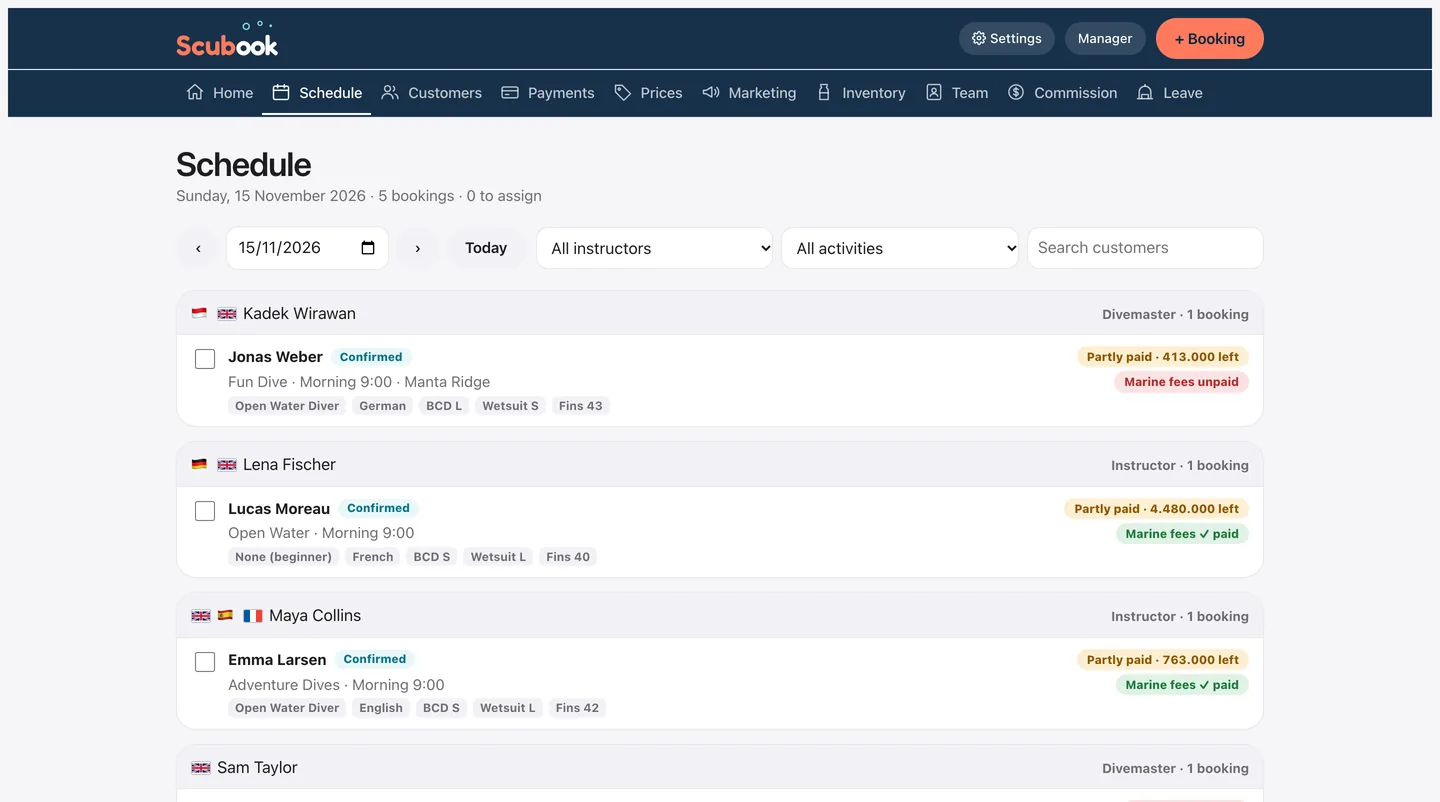 Scubook
Settings
Manager
+ Booking
Home
Schedule
Customers
Payments
Prices
Marketing
Inventory
Team
Commission
Leave
Schedule
Sunday, 15 November 2026 · 5 bookings · 0 to assign
‹
15/11/2026
›
Today
All instructors
All activities
Search customers
Kadek Wirawan
Divemaster · 1 booking
Jonas Weber Confirmed
Partly paid · 413.000 left
Fun Dive · Morning 9:00 · Manta Ridge
Marine fees unpaid
Open Water Diver German BCD L Wetsuit S Fins 43
Lena Fischer
Instructor · 1 booking
Lucas Moreau Confirmed
Partly paid · 4.480.000 left
Open Water · Morning 9:00
Marine fees ✓ paid
None (beginner) French BCD S Wetsuit L Fins 40
Maya Collins
Instructor · 1 booking
Emma Larsen Confirmed
Partly paid · 763.000 left
Adventure Dives · Morning 9:00
Marine fees ✓ paid
Open Water Diver English BCD S Wetsuit L Fins 42
Sam Taylor
Divemaster · 1 booking